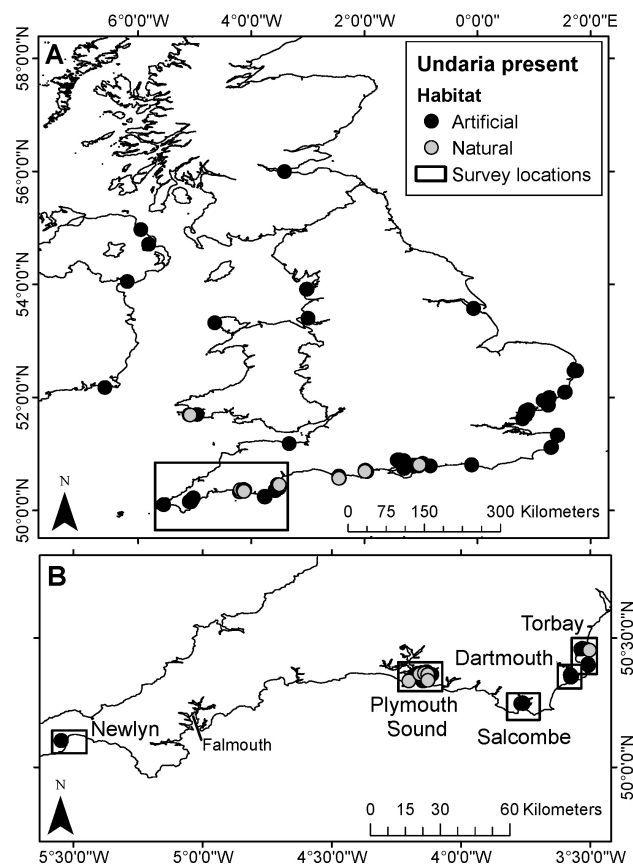 6°0'0"W 4°0'0"W 2°0'0"W 0°0'0" 2°0'0"E
A
Undaria present
Habitat
Artificial
Natural
Survey locations
58°0'0"N
56°0'0"N
54°0'0"N
52°0'0"N
50°0'0"N
N
0 75 150 300 Kilometers
B
Torbay
Dartmouth
Plymouth
Sound
Salcombe
Newlyn
Falmouth
50°30'0"N
50°0'0"N
N
0 15 30 60 Kilometers
5°30'0"W 5°0'0"W 4°30'0"W 4°0'0"W 3°30'0"W